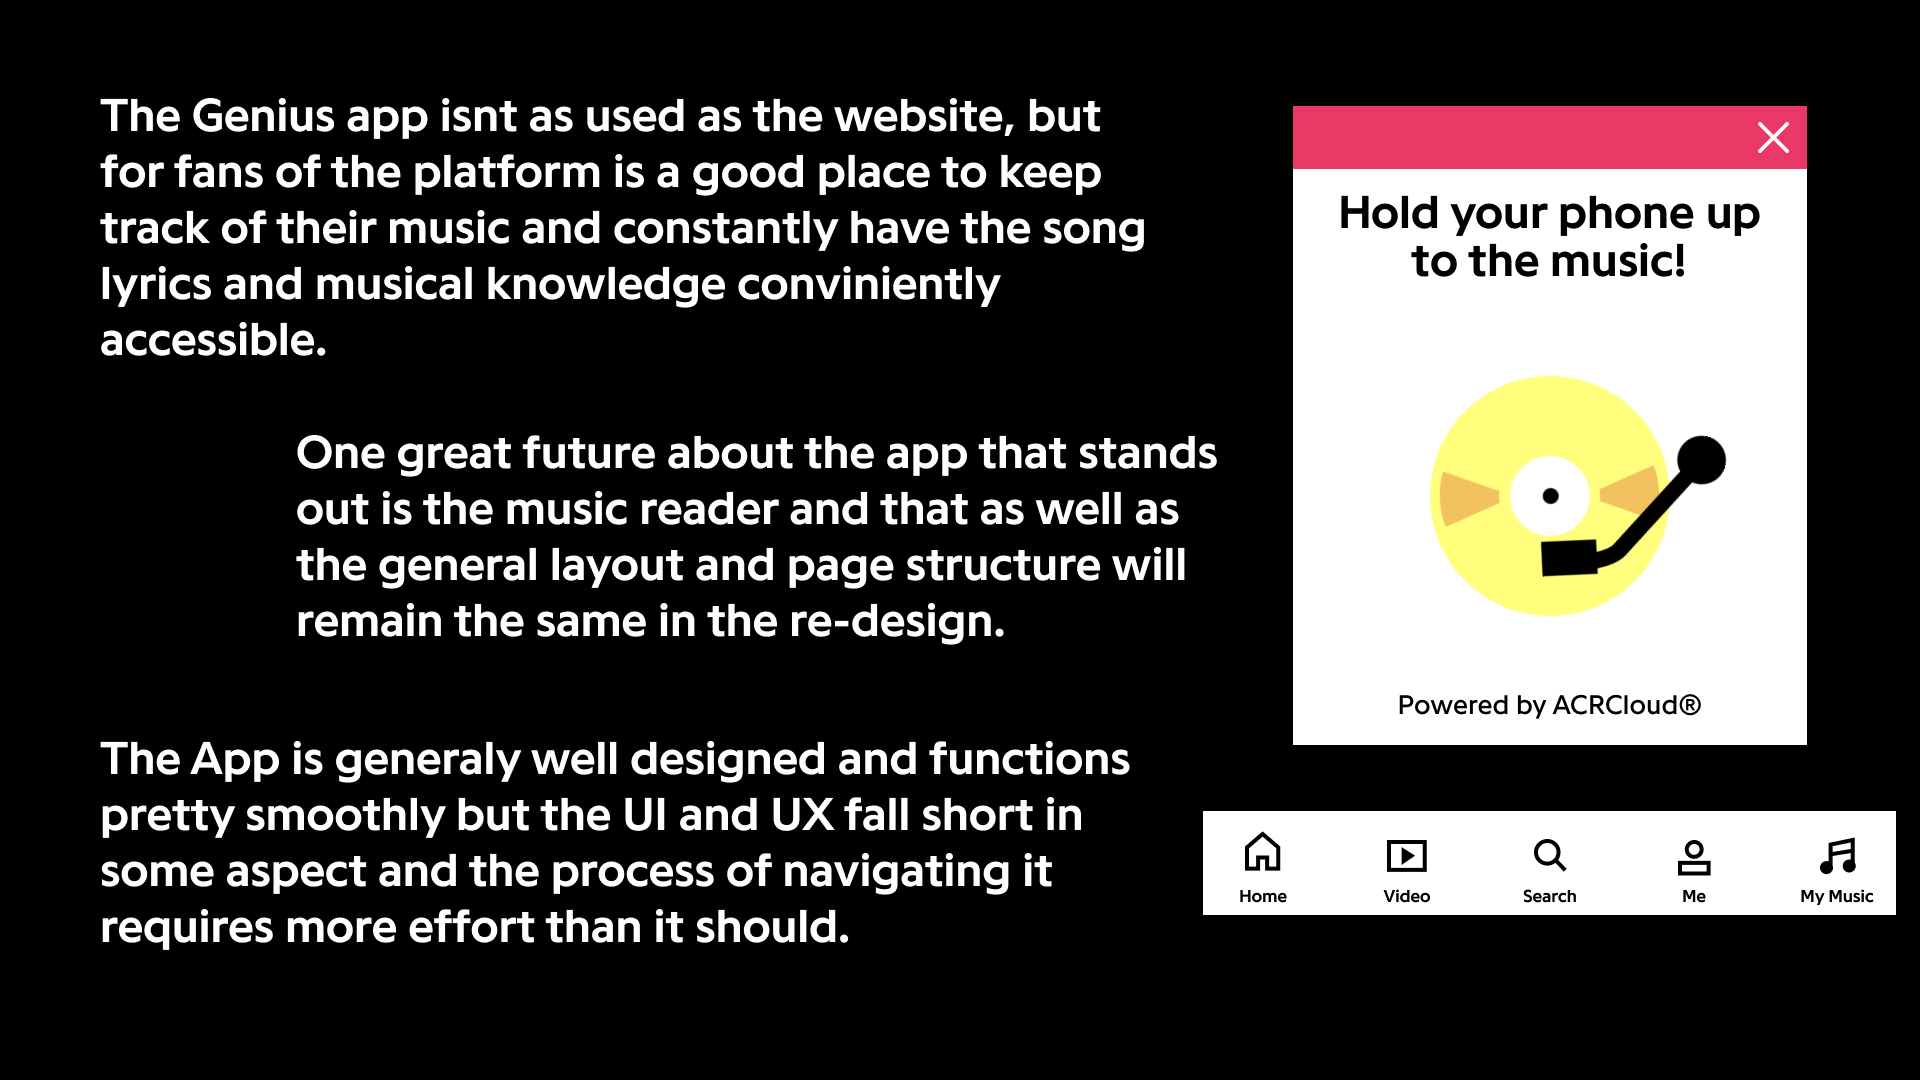 The Genius app isnt as used as the website, but
for fans of the platform is a good place to keep
track of their music and constantly have the song
lyrics and musical knowledge conviniently
accessible.
One great future about the app that stands
out is the music reader and that as well as
the general layout and page structure will
remain the same in the re-design.
The App is generaly well designed and functions
pretty smoothly but the UI and UX fall short in
some aspect and the process of navigating it
requires more effort than it should.
Hold your phone up
to the music!
Powered by ACRCloud®
Home
Video
Search
Me
My Music